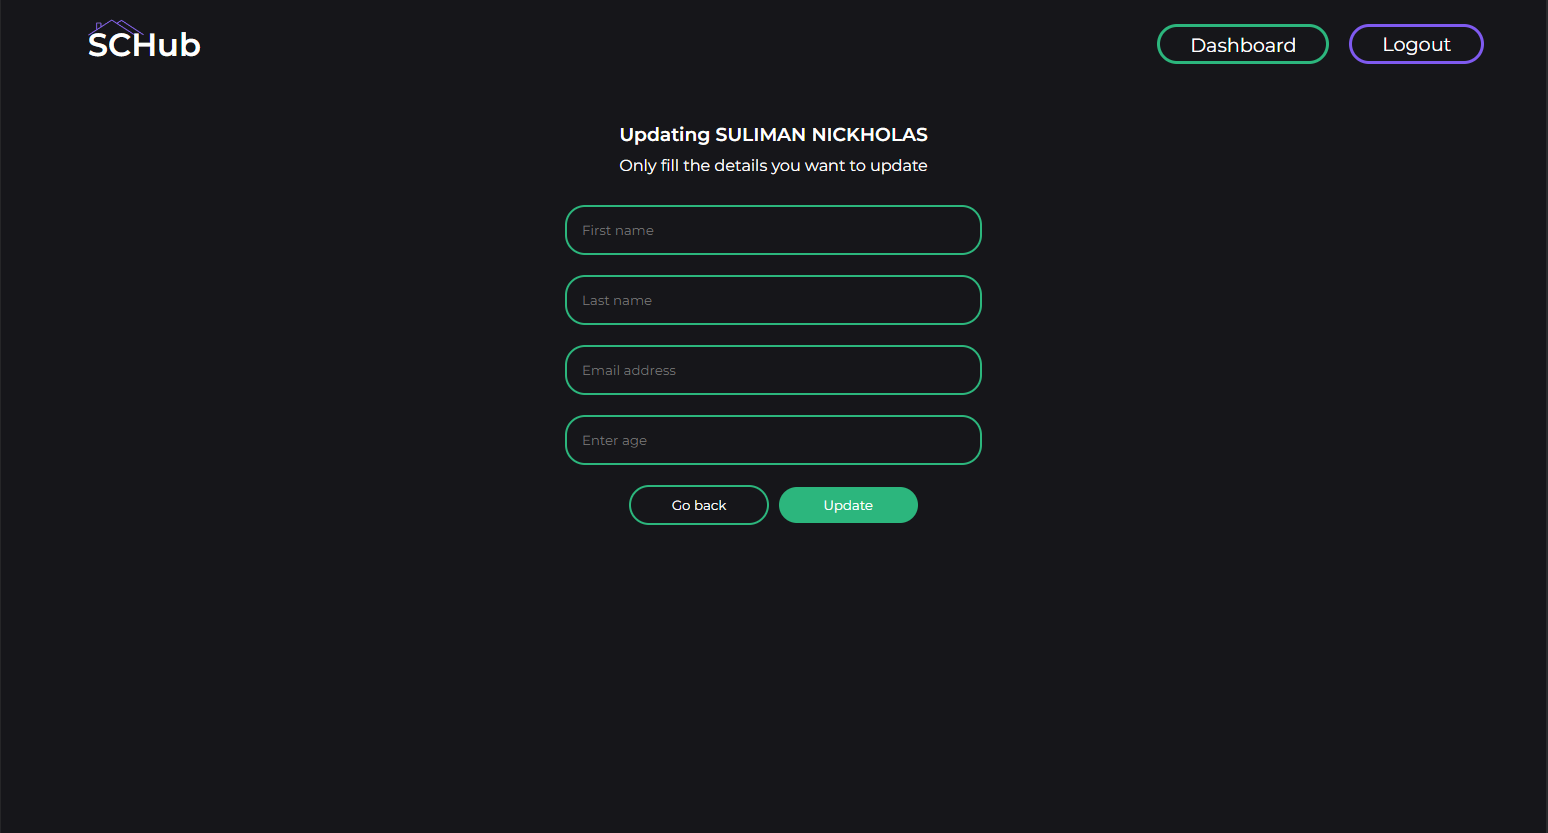 SCHub
Dashboard
Logout
Updating SULIMAN NICKHOLAS
Only fill the details you want to update
First name
Last name
Email address
Enter age
Go back
Update